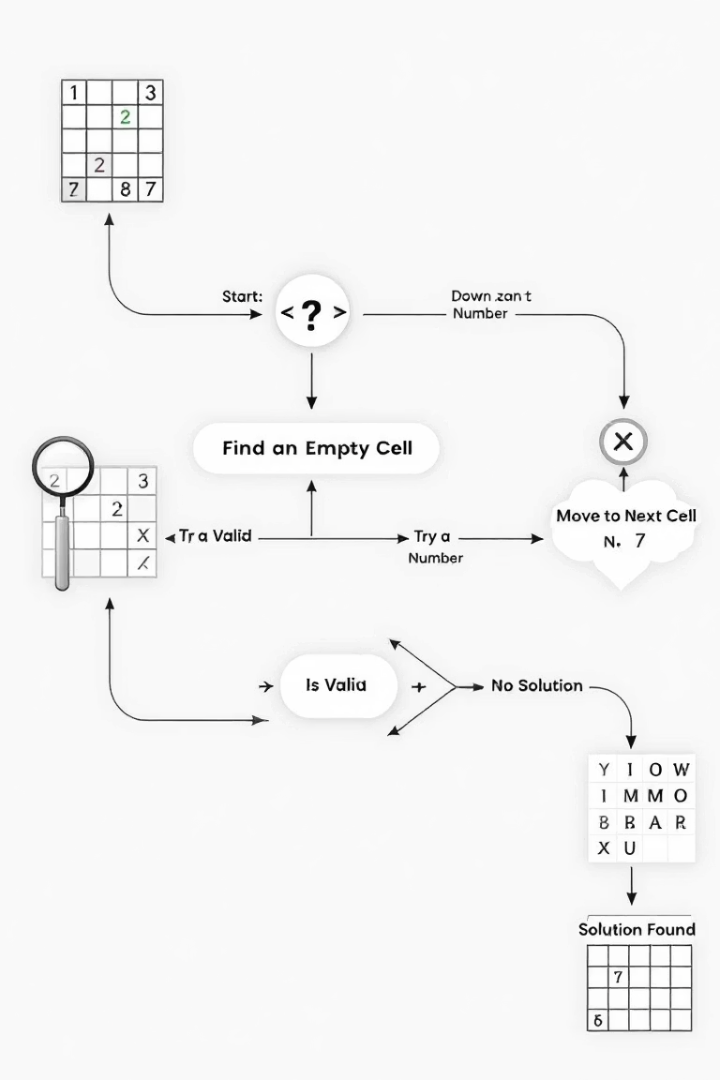 1 3
2
2
7 8 7
Start:
< ? >
Down zan t
Number
Find an Empty Cell
X
Move to Next Cell
N. 7
2 3
2
X
Tr a Valid
Try a
Number
Is Valid
+
No Solution
Y I O W
I M M O
B B A R
X U
Solution Found
7